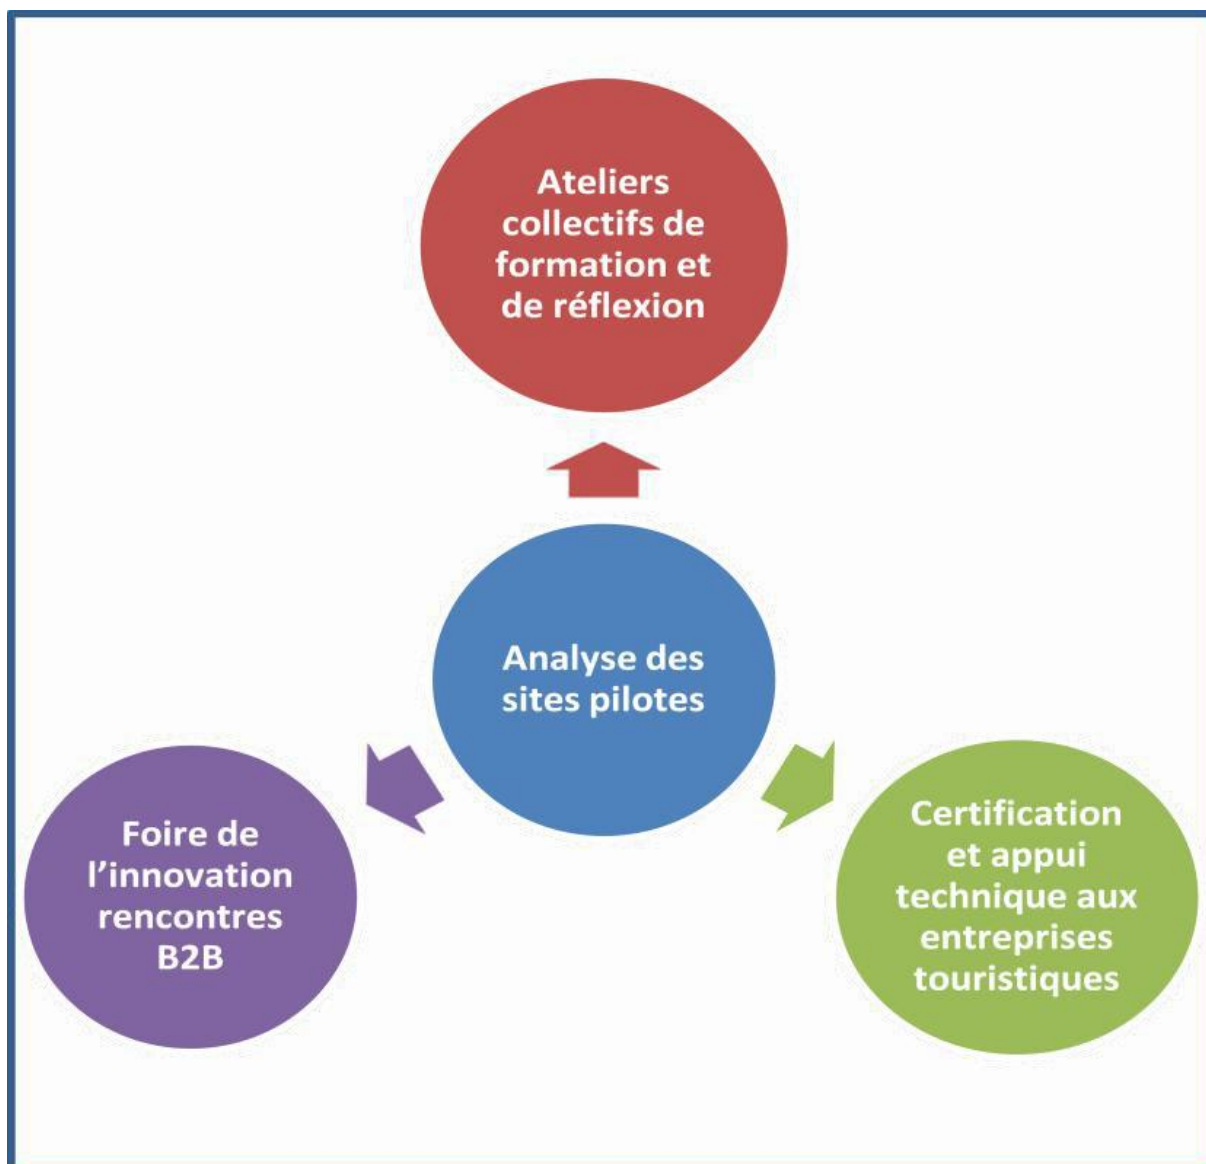 Ateliers
collectifs de
formation et
de réflexion
Analyse des
sites pilotes
Foire de
l’innovation
rencontres
B2B
Certification
et appui
technique aux
entreprises
touristiques